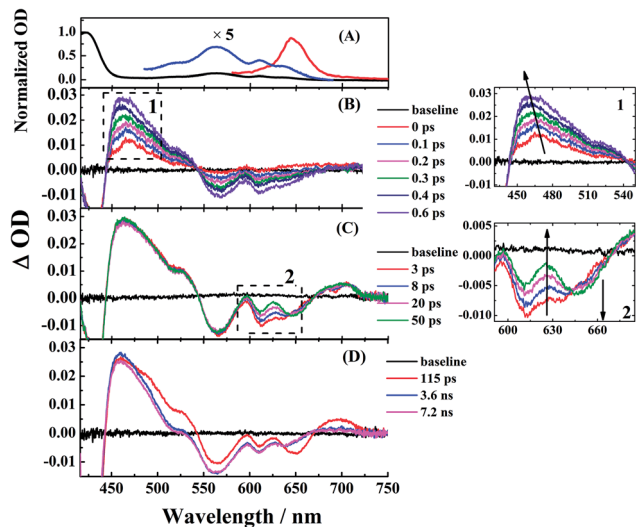 Normalized OD
1.0
0.5
0.0
× 5
(A)
0.03
0.02
0.01
0.00
-0.01
1
(B)
baseline
0 ps
0.1 ps
0.2 ps
0.3 ps
0.4 ps
0.6 ps
Δ OD
0.03
0.02
0.01
0.00
-0.01
(C)
2
baseline
3 ps
8 ps
20 ps
50 ps
0.03
0.02
0.01
0.00
-0.01
(D)
baseline
115 ps
3.6 ns
7.2 ns
450 500 550 600 650 700 750
Wavelength / nm
0.03
0.02
0.01
0.00
-0.01
1
450 480 510 540
0.005
0.000
-0.005
-0.010
2
600 630 660